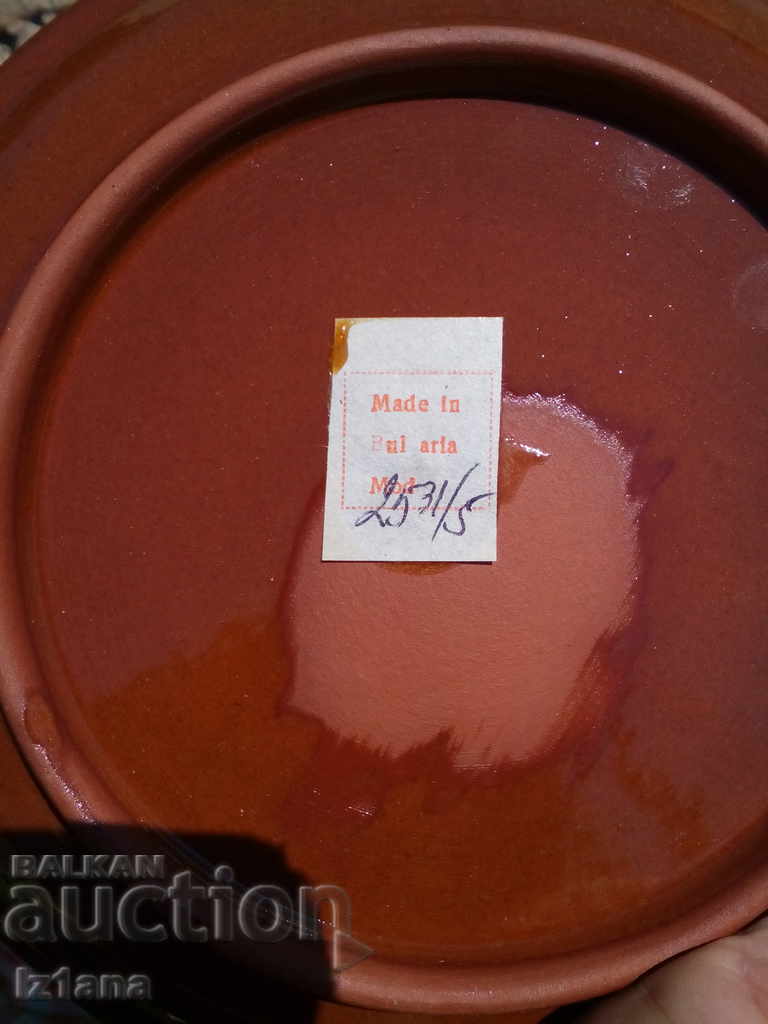 Made in
Bul aria
Mod
2531/5
BALKAN
auction
Iz1ana